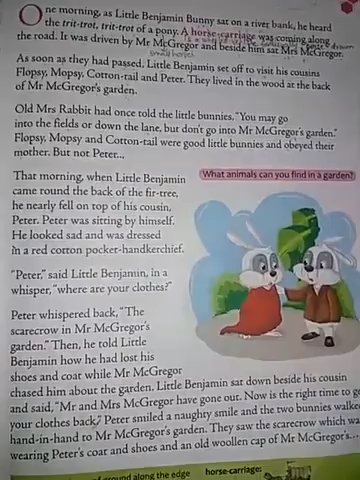 One morning, as Little Benjamin Bunny sat on a river bank, he heard
the trit-trot, trit-trot of a pony. A horse-carriage was coming along
the road. It was driven by Mr McGregor and beside him sat Mrs McGregor.
As soon as they had passed, Little Benjamin set off to visit his cousins
Flopsy, Mopsy, Cotton-tail and Peter. They lived in the wood at the back
of Mr McGregor's garden.
Old Mrs Rabbit had once told the little bunnies, "You may go
into the fields or down the lane, but don't go into Mr McGregor's garden."
Flopsy, Mopsy and Cotton-tail were good little bunnies and obeyed their
mother. But not Peter...
What animals can you find in a garden?
That morning, when Little Benjamin
came round the back of the fir-tree,
he nearly fell on top of his cousin,
Peter. Peter was sitting by himself.
He looked sad and was dressed
in a red cotton pocket-handkerchief.
"Peter," said Little Benjamin, in a
whisper, "where are your clothes?"
Peter whispered back, "The
scarecrow in Mr McGregor's
garden." Then, he told Little
Benjamin how he had lost his
shoes and coat while Mr McGregor
chased him about the garden. Little Benjamin sat down beside his cousin
and said, "Mr and Mrs McGregor have gone out. Now is the right time to ge
your clothes back." Peter smiled a naughty smile and the two bunnies walke
hand-in-hand to Mr McGregor's garden. They saw the scarecrow which wa
wearing Peter's coat and shoes and an old woollen cap of Mr McGregor's...
ground along the edge
horse-carriage: